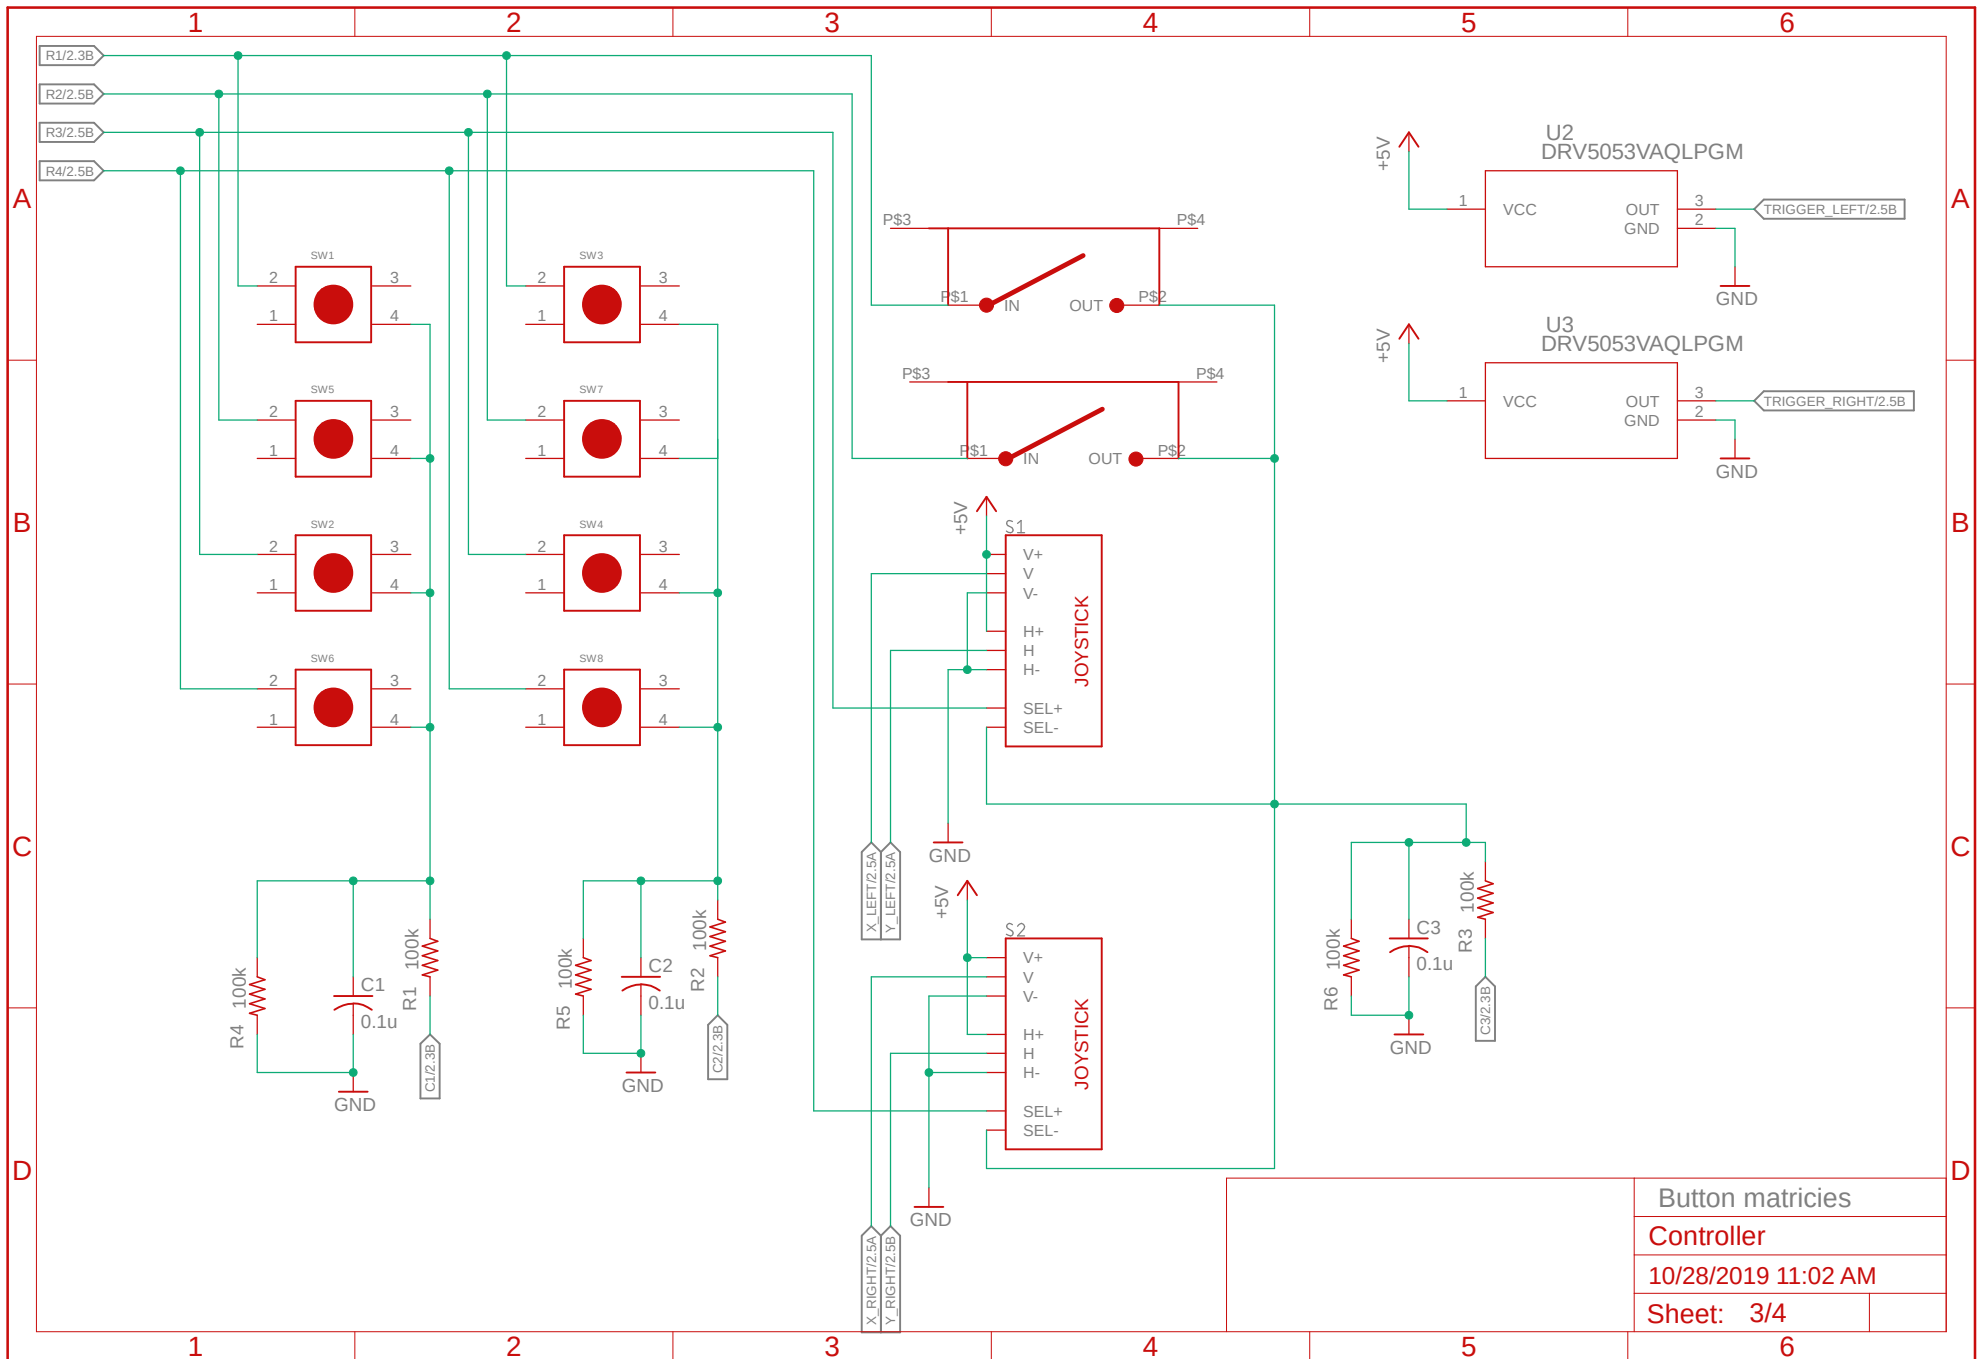 1 2 3 4 5 6
R1/2.3B
R2/2.5B
R3/2.5B
R4/2.5B
A A
B B
C C
D D
SW1
2 3
1 4
SW3
2 3
1 4
SW5
2 3
1 4
SW7
2 3
1 4
SW2
2 3
1 4
SW4
2 3
1 4
SW6
2 3
1 4
SW8
2 3
1 4
P$3 P$4
P$1 IN OUT P$2
P$3 P$4
P$1 IN OUT P$2
+5V
U2
DRV5053VAQLPGM
1 VCC OUT 3
GND 2
TRIGGER_LEFT/2.5B
GND
+5V
U3
DRV5053VAQLPGM
1 VCC OUT 3
GND 2
TRIGGER_RIGHT/2.5B
GND
+5V
S1
V+
V
V-
H+
H
H-
SEL+
SEL-
JOYSTICK
GND
X_LEFT/2.5A
Y_LEFT/2.5A
+5V
S2
V+
V
V-
H+
H
H-
SEL+
SEL-
JOYSTICK
GND
X_RIGHT/2.5A
Y_RIGHT/2.5B
R4 100k
C1
0.1u
R1 100k
C1/2.3B
GND
R5 100k
C2
0.1u
R2 100k
C2/2.3B
GND
R6 100k
C3
0.1u
R3 100k
C3/2.3B
GND
Button matricies
Controller
10/28/2019 11:02 AM
Sheet: 3/4
1 2 3 4 5 6